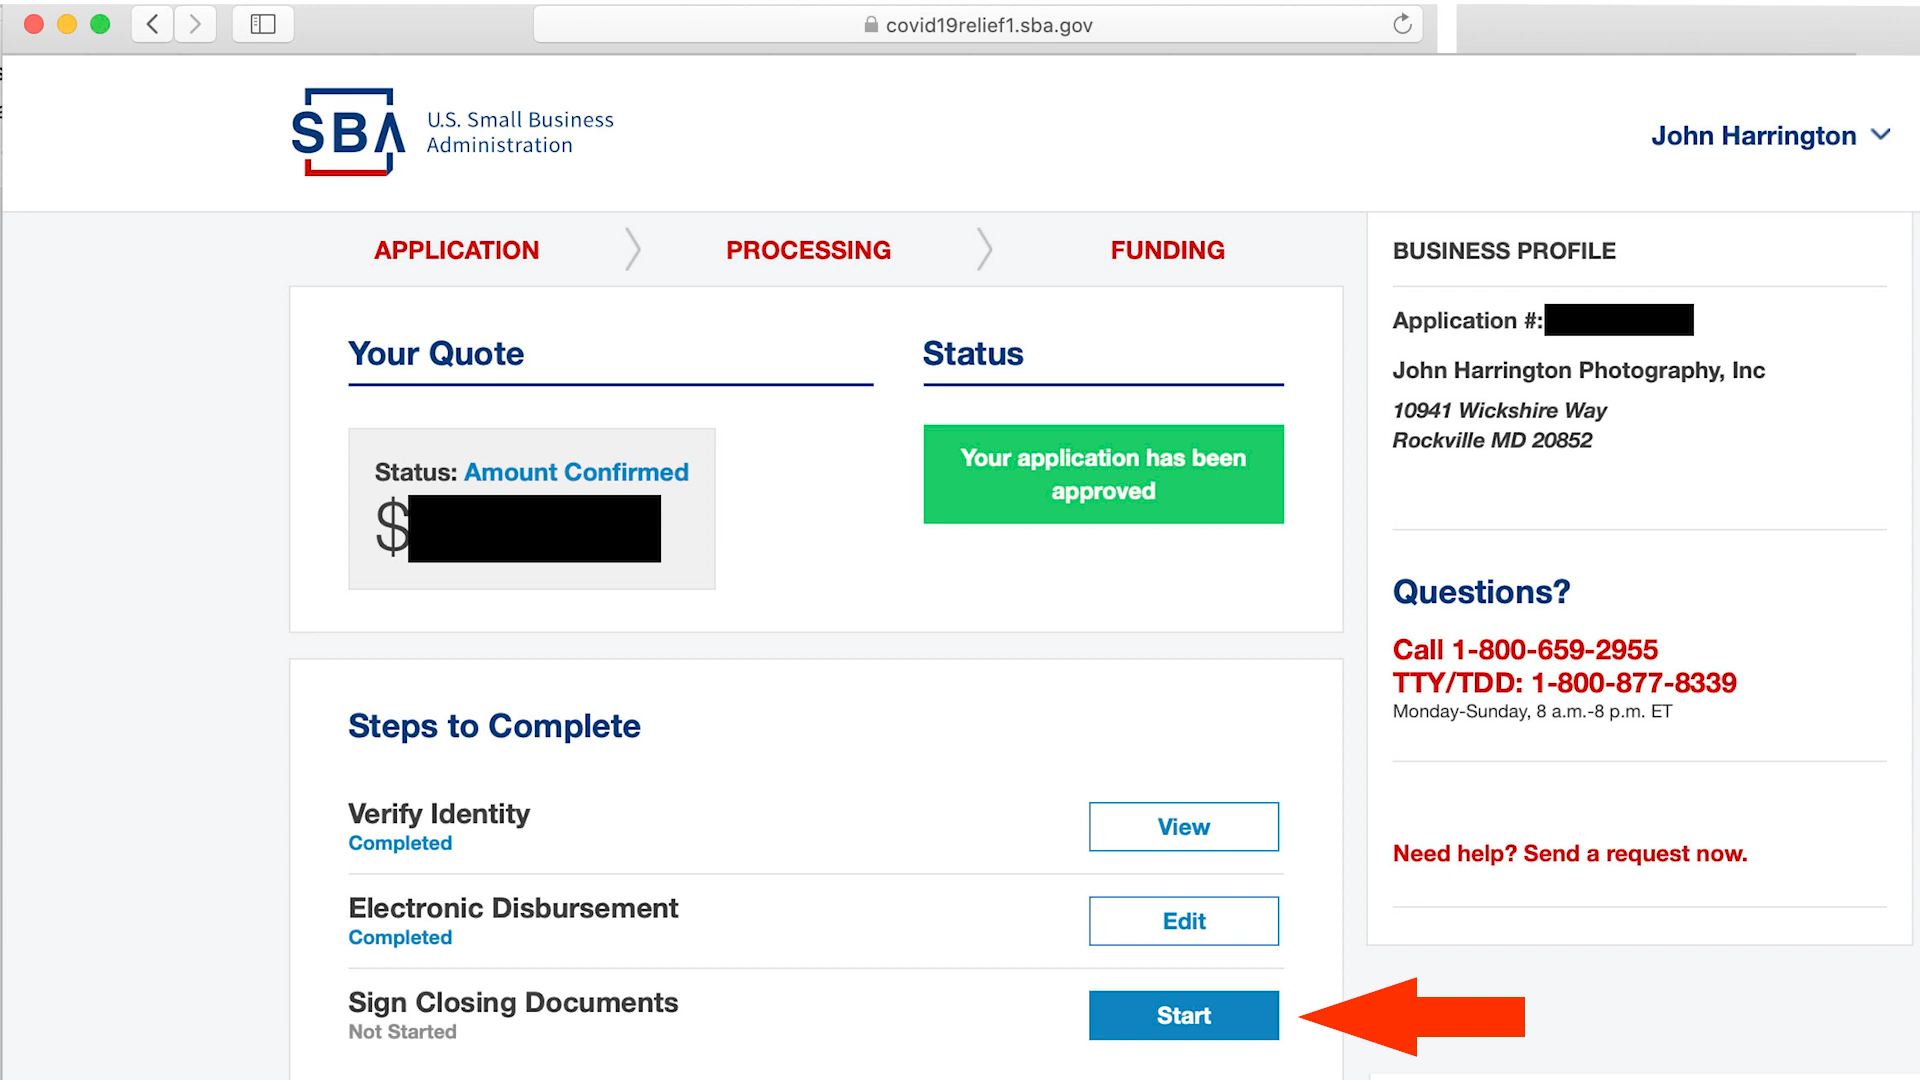 covid19relief1.sba.gov
SBA
U.S. Small Business
Administration
John Harrington
APPLICATION
PROCESSING
FUNDING
Your Quote
Status: Amount Confirmed
$
Status
Your application has been
approved
Steps to Complete
Verify Identity
Completed
View
Electronic Disbursement
Completed
Edit
Sign Closing Documents
Not Started
Start
BUSINESS PROFILE
Application #:
John Harrington Photography, Inc
10941 Wickshire Way
Rockville MD 20852
Questions?
Call 1-800-659-2955
TTY/TDD: 1-800-877-8339
Monday-Sunday, 8 a.m.-8 p.m. ET
Need help? Send a request now.